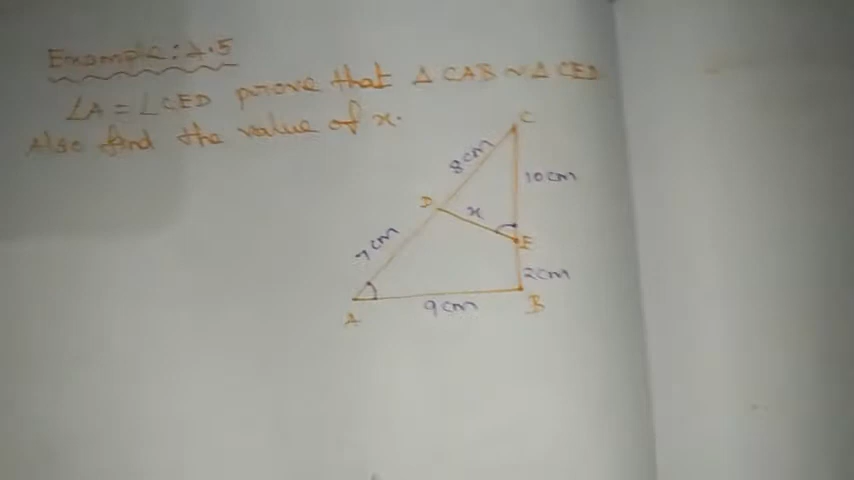 Example: 4.5
∠A = ∠CED prove that Δ CAB ~ Δ CED
Also find the value of x.
C
8cm
10cm
D
x
7cm
E
2cm
A
9cm
B